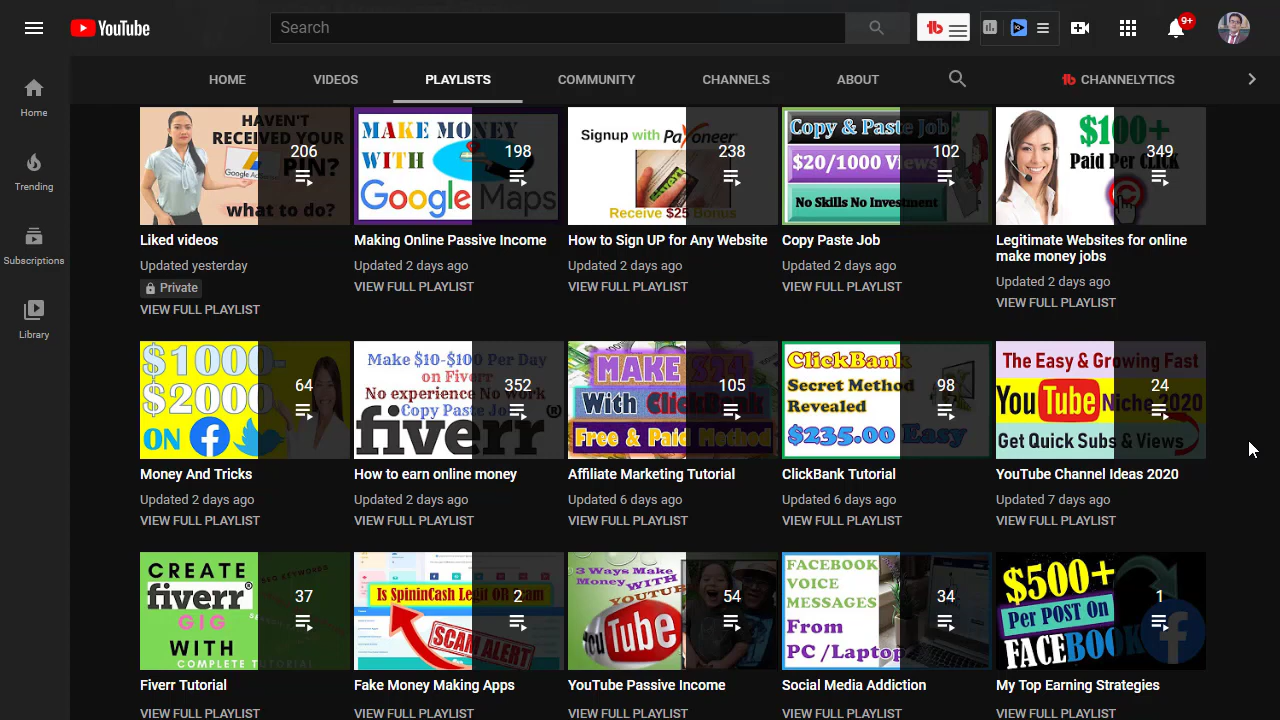 YouTube
Search
9+
HOME
VIDEOS
PLAYLISTS
COMMUNITY
CHANNELS
ABOUT
CHANNELYTICS
Home
Trending
Subscriptions
Library
HAVEN'T
RECEIVED YOUR
PIN?
what to do?
206
Liked videos
Updated yesterday
Private
VIEW FULL PLAYLIST
MAKE MONEY
WITH
Google Maps
198
Making Online Passive Income
Updated 2 days ago
VIEW FULL PLAYLIST
Signup with Payoneer
Receive $25 Bonus
238
How to Sign UP for Any Website
Updated 2 days ago
VIEW FULL PLAYLIST
Copy & Paste Job
$20/1000 Views
No Skills No Investment
102
Copy Paste Job
Updated 2 days ago
VIEW FULL PLAYLIST
$100+
Paid Per Click
349
Legitimate Websites for online
make money jobs
Updated 2 days ago
VIEW FULL PLAYLIST
$1000-
$2000
ON
64
Money And Tricks
Updated 2 days ago
VIEW FULL PLAYLIST
Make $10-$100 Per Day
on Fiverr
No experience No Work
Copy Paste Job
fiverr®
352
How to earn online money
Updated 2 days ago
VIEW FULL PLAYLIST
MAKE $24
With ClickBank
Free & Paid Method
105
Affiliate Marketing Tutorial
Updated 6 days ago
VIEW FULL PLAYLIST
ClickBank
Secret Method
Revealed
$235.00 Easy
98
ClickBank Tutorial
Updated 6 days ago
VIEW FULL PLAYLIST
The Easy & Growing Fast
YouTube Niche 2020
Get Quick Subs & Views
24
YouTube Channel Ideas 2020
Updated 7 days ago
VIEW FULL PLAYLIST
CREATE
fiverr®
GIG
WITH
COMPLETE TUTORIAL
37
Fiverr Tutorial
VIEW FULL PLAYLIST
Is SpininCash Legit OR Scam
SCAM ALERT
2
Fake Money Making Apps
VIEW FULL PLAYLIST
3 Ways Make
Money WITH
YOUTUBE
You Tube
54
YouTube Passive Income
VIEW FULL PLAYLIST
FACEBOOK
VOICE
MESSAGES
From
PC /Laptop
34
Social Media Addiction
VIEW FULL PLAYLIST
$500+
Per POST On
FACEBOOK
1
My Top Earning Strategies
VIEW FULL PLAYLIST